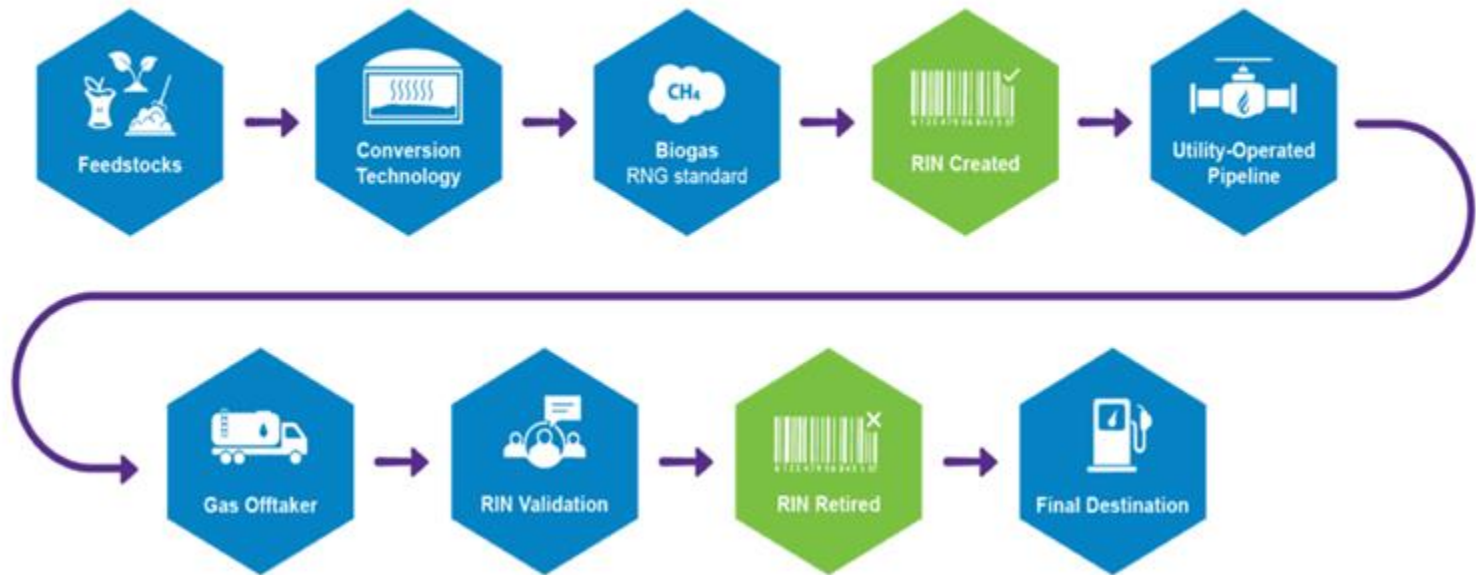 Feedstocks
Conversion
Technology
CH₄
Biogas
RNG standard
RIN Created
Utility-Operated
Pipeline
Gas Offtaker
RIN Validation
RIN Retired
Final Destination